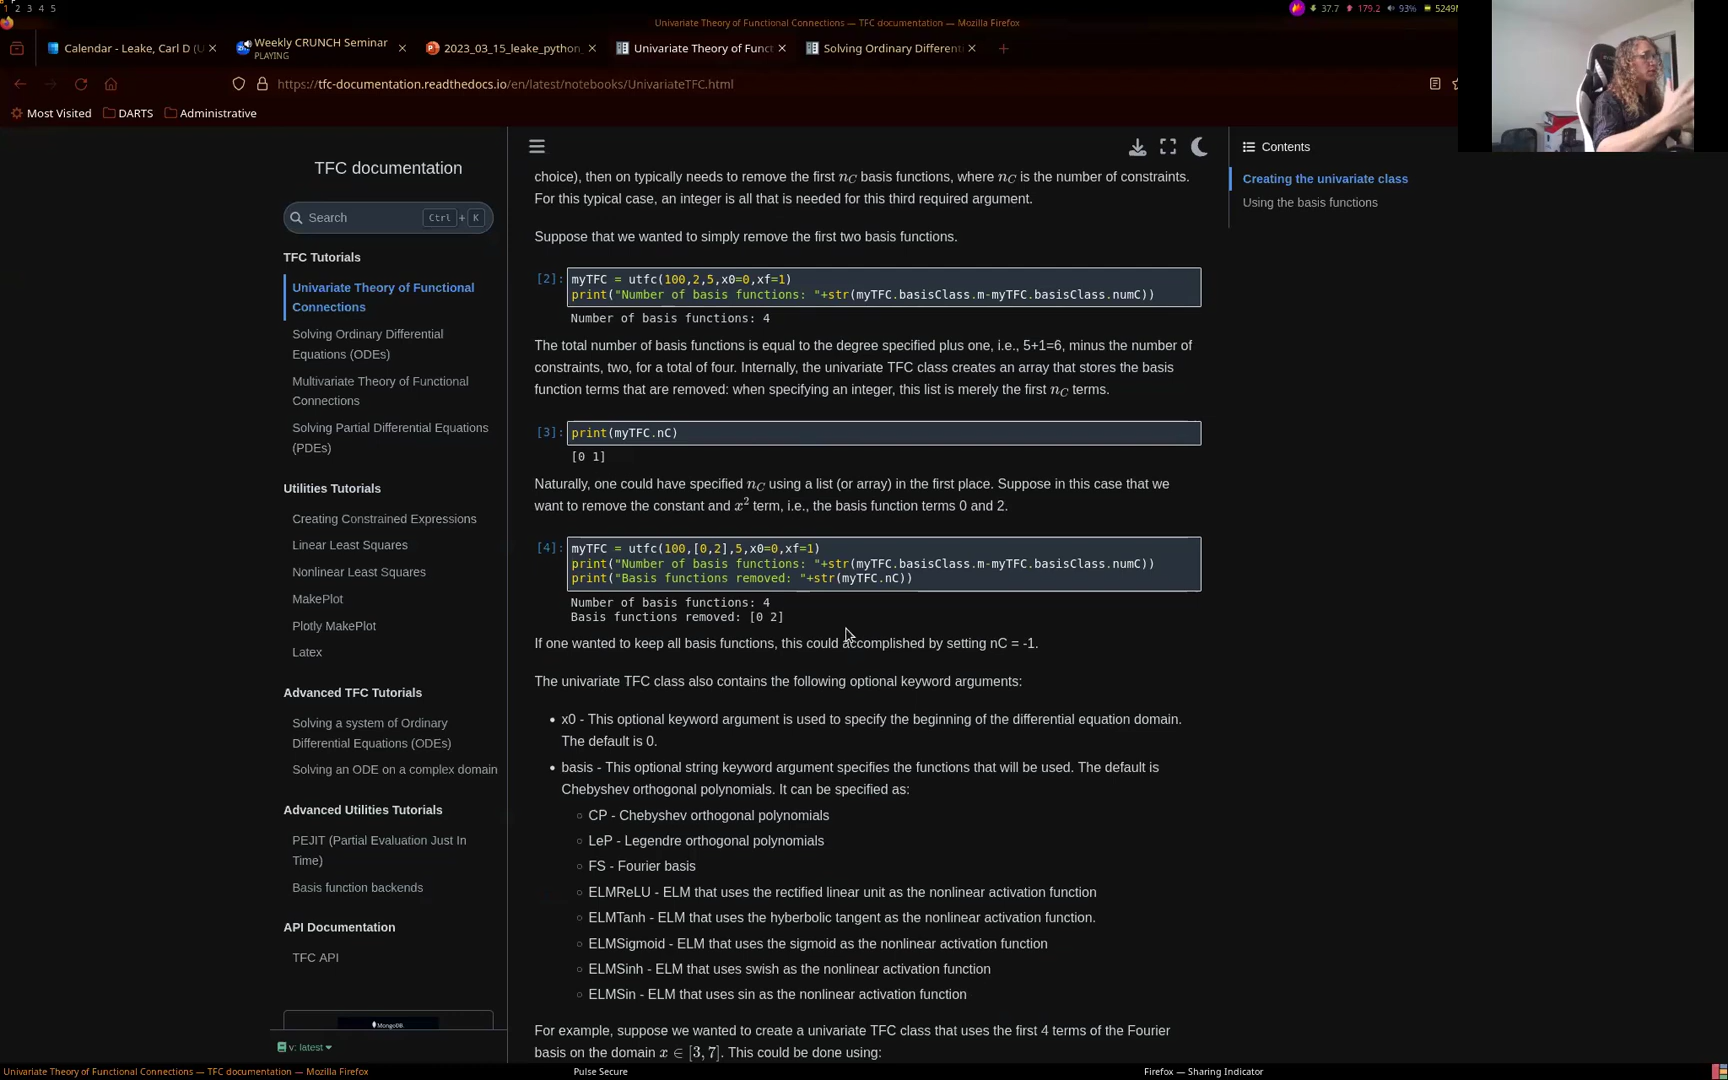 1 2 3 4 5
Univariate Theory of Functional Connections — TFC documentation — Mozilla Firefox
37.7 179.2 93% 5249M
Calendar - Leake, Carl D (U
Weekly CRUNCH Seminar
PLAYING
2023_03_15_leake_python_
Univariate Theory of Funct
Solving Ordinary Different
https://tfc-documentation.readthedocs.io/en/latest/notebooks/UnivariateTFC.html
Most Visited
DARTS
Administrative
TFC documentation
Search
Ctrl + K
TFC Tutorials
Univariate Theory of Functional
Connections
Solving Ordinary Differential
Equations (ODEs)
Multivariate Theory of Functional
Connections
Solving Partial Differential Equations
(PDEs)
Utilities Tutorials
Creating Constrained Expressions
Linear Least Squares
Nonlinear Least Squares
MakePlot
Plotly MakePlot
Latex
Advanced TFC Tutorials
Solving a system of Ordinary
Differential Equations (ODEs)
Solving an ODE on a complex domain
Advanced Utilities Tutorials
PEJIT (Partial Evaluation Just In
Time)
Basis function backends
API Documentation
TFC API
MongoDB
v: latest
choice), then on typically needs to remove the first n_C basis functions, where n_C is the number of constraints.
For this typical case, an integer is all that is needed for this third required argument.
Suppose that we wanted to simply remove the first two basis functions.
[2]: myTFC = utfc(100,2,5,x0=0,xf=1)
print("Number of basis functions: "+str(myTFC.basisClass.m-myTFC.basisClass.numC))
Number of basis functions: 4
The total number of basis functions is equal to the degree specified plus one, i.e., 5+1=6, minus the number of
constraints, two, for a total of four. Internally, the univariate TFC class creates an array that stores the basis
function terms that are removed: when specifying an integer, this list is merely the first n_C terms.
[3]: print(myTFC.nC)
[0 1]
Naturally, one could have specified n_C using a list (or array) in the first place. Suppose in this case that we
want to remove the constant and x² term, i.e., the basis function terms 0 and 2.
[4]: myTFC = utfc(100,[0,2],5,x0=0,xf=1)
print("Number of basis functions: "+str(myTFC.basisClass.m-myTFC.basisClass.numC))
print("Basis functions removed: "+str(myTFC.nC))
Number of basis functions: 4
Basis functions removed: [0 2]
If one wanted to keep all basis functions, this could accomplished by setting nC = -1.
The univariate TFC class also contains the following optional keyword arguments:
• x0 - This optional keyword argument is used to specify the beginning of the differential equation domain.
The default is 0.
• basis - This optional string keyword argument specifies the functions that will be used. The default is
Chebyshev orthogonal polynomials. It can be specified as:
○ CP - Chebyshev orthogonal polynomials
○ LeP - Legendre orthogonal polynomials
○ FS - Fourier basis
○ ELMReLU - ELM that uses the rectified linear unit as the nonlinear activation function
○ ELMTanh - ELM that uses the hyberbolic tangent as the nonlinear activation function.
○ ELMSigmoid - ELM that uses the sigmoid as the nonlinear activation function
○ ELMSinh - ELM that uses swish as the nonlinear activation function
○ ELMSin - ELM that uses sin as the nonlinear activation function
For example, suppose we wanted to create a univariate TFC class that uses the first 4 terms of the Fourier
basis on the domain x ∈ [3, 7]. This could be done using:
Contents
Creating the univariate class
Using the basis functions
Univariate Theory of Functional Connections — TFC documentation — Mozilla Firefox
Pulse Secure
Firefox — Sharing Indicator